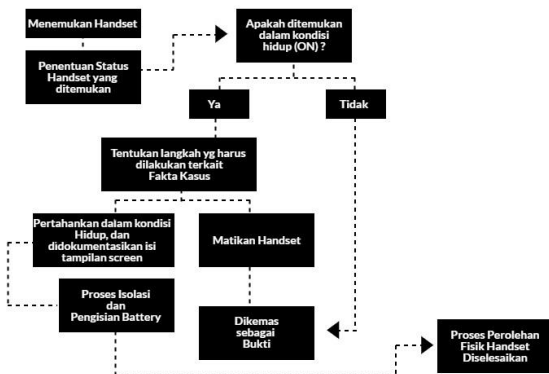 Menemukan Handset
Penentuan Status
Handset yang
ditemukan
Apakah ditemukan
dalam kondisi
hidup (ON) ?
Ya
Tidak
Tentukan langkah yg harus
dilakukan terkait
Fakta Kasus
Pertahankan dalam kondisi
Hidup, dan
didokumentasikan isi
tampilan screen
Matikan Handset
Proses Isolasi
dan
Pengisian Battery
Dikemas
sebagai
Bukti
Proses Perolehan
Fisik Handset
Diselesaikan